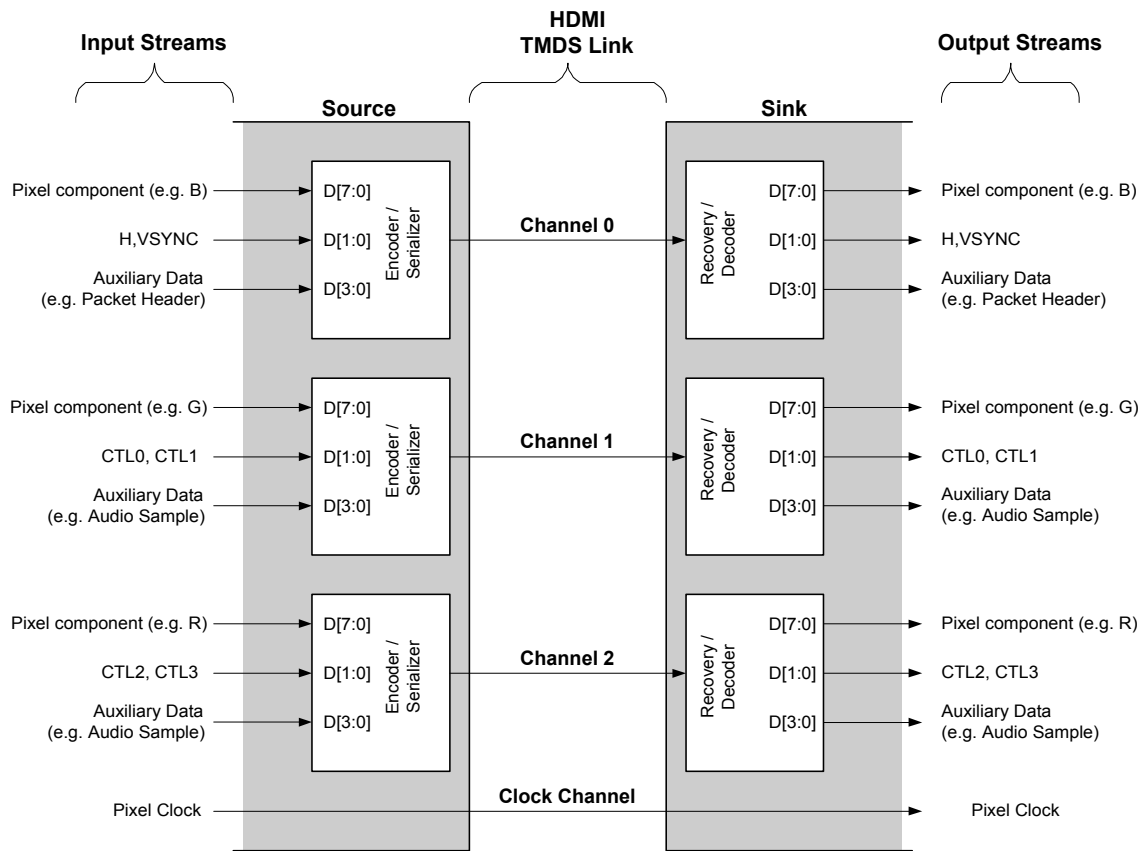 HDMI
TMDS Link
Input Streams
Output Streams
Source
Sink
Pixel component (e.g. B)
H,VSYNC
Auxiliary Data
(e.g. Packet Header)
D[7:0]
D[1:0]
D[3:0]
Encoder /
Serializer
Channel 0
Recovery /
Decoder
D[7:0]
D[1:0]
D[3:0]
Pixel component (e.g. B)
H,VSYNC
Auxiliary Data
(e.g. Packet Header)
Pixel component (e.g. G)
CTL0, CTL1
Auxiliary Data
(e.g. Audio Sample)
D[7:0]
D[1:0]
D[3:0]
Encoder /
Serializer
Channel 1
Recovery /
Decoder
D[7:0]
D[1:0]
D[3:0]
Pixel component (e.g. G)
CTL0, CTL1
Auxiliary Data
(e.g. Audio Sample)
Pixel component (e.g. R)
CTL2, CTL3
Auxiliary Data
(e.g. Audio Sample)
D[7:0]
D[1:0]
D[3:0]
Encoder /
Serializer
Channel 2
Recovery /
Decoder
D[7:0]
D[1:0]
D[3:0]
Pixel component (e.g. R)
CTL2, CTL3
Auxiliary Data
(e.g. Audio Sample)
Pixel Clock
Clock Channel
Pixel Clock